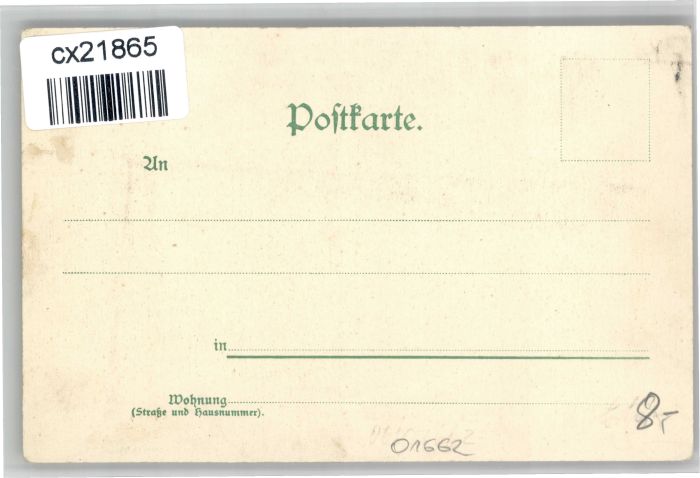 cx21865
Poſtkarte.
An
in
Wohnung
(Straße und Hausnummer).
8,-
01662